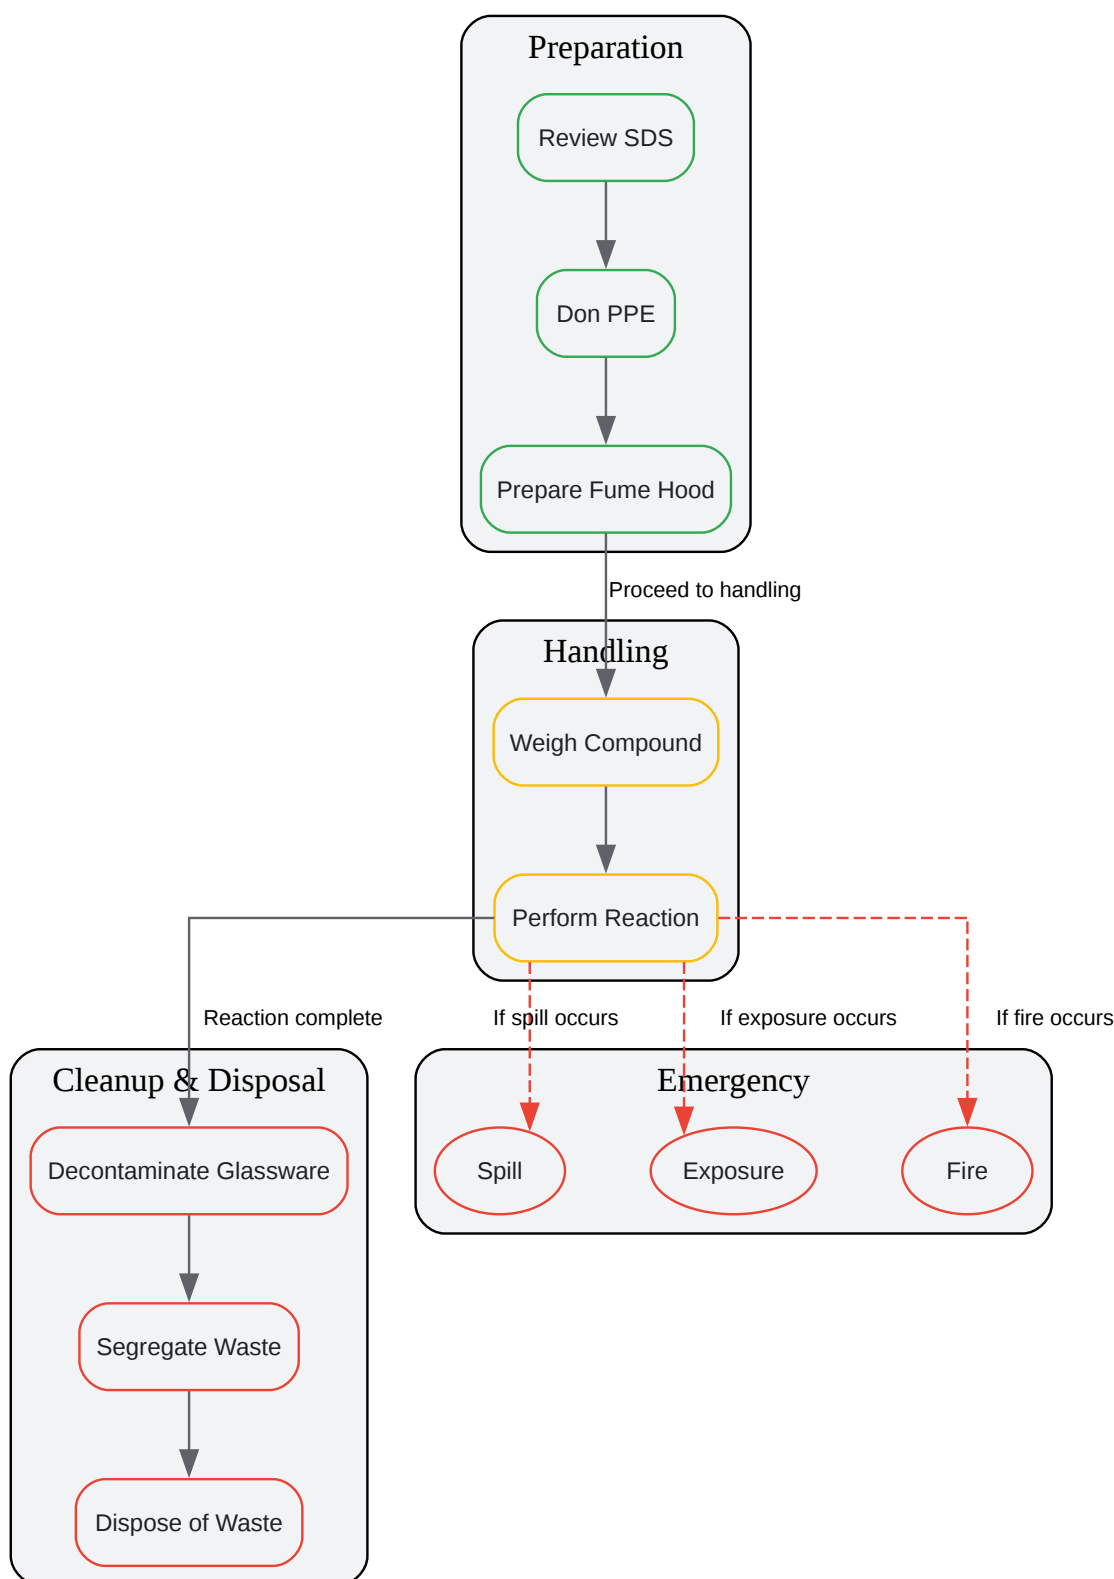 Preparation
Review SDS
Don PPE
Prepare Fume Hood
Proceed to handling
Handling
Weigh Compound
Perform Reaction
Reaction complete
If spill occurs
If exposure occurs
If fire occurs
Cleanup & Disposal
Emergency
Decontaminate Glassware
Spill
Exposure
Fire
Segregate Waste
Dispose of Waste